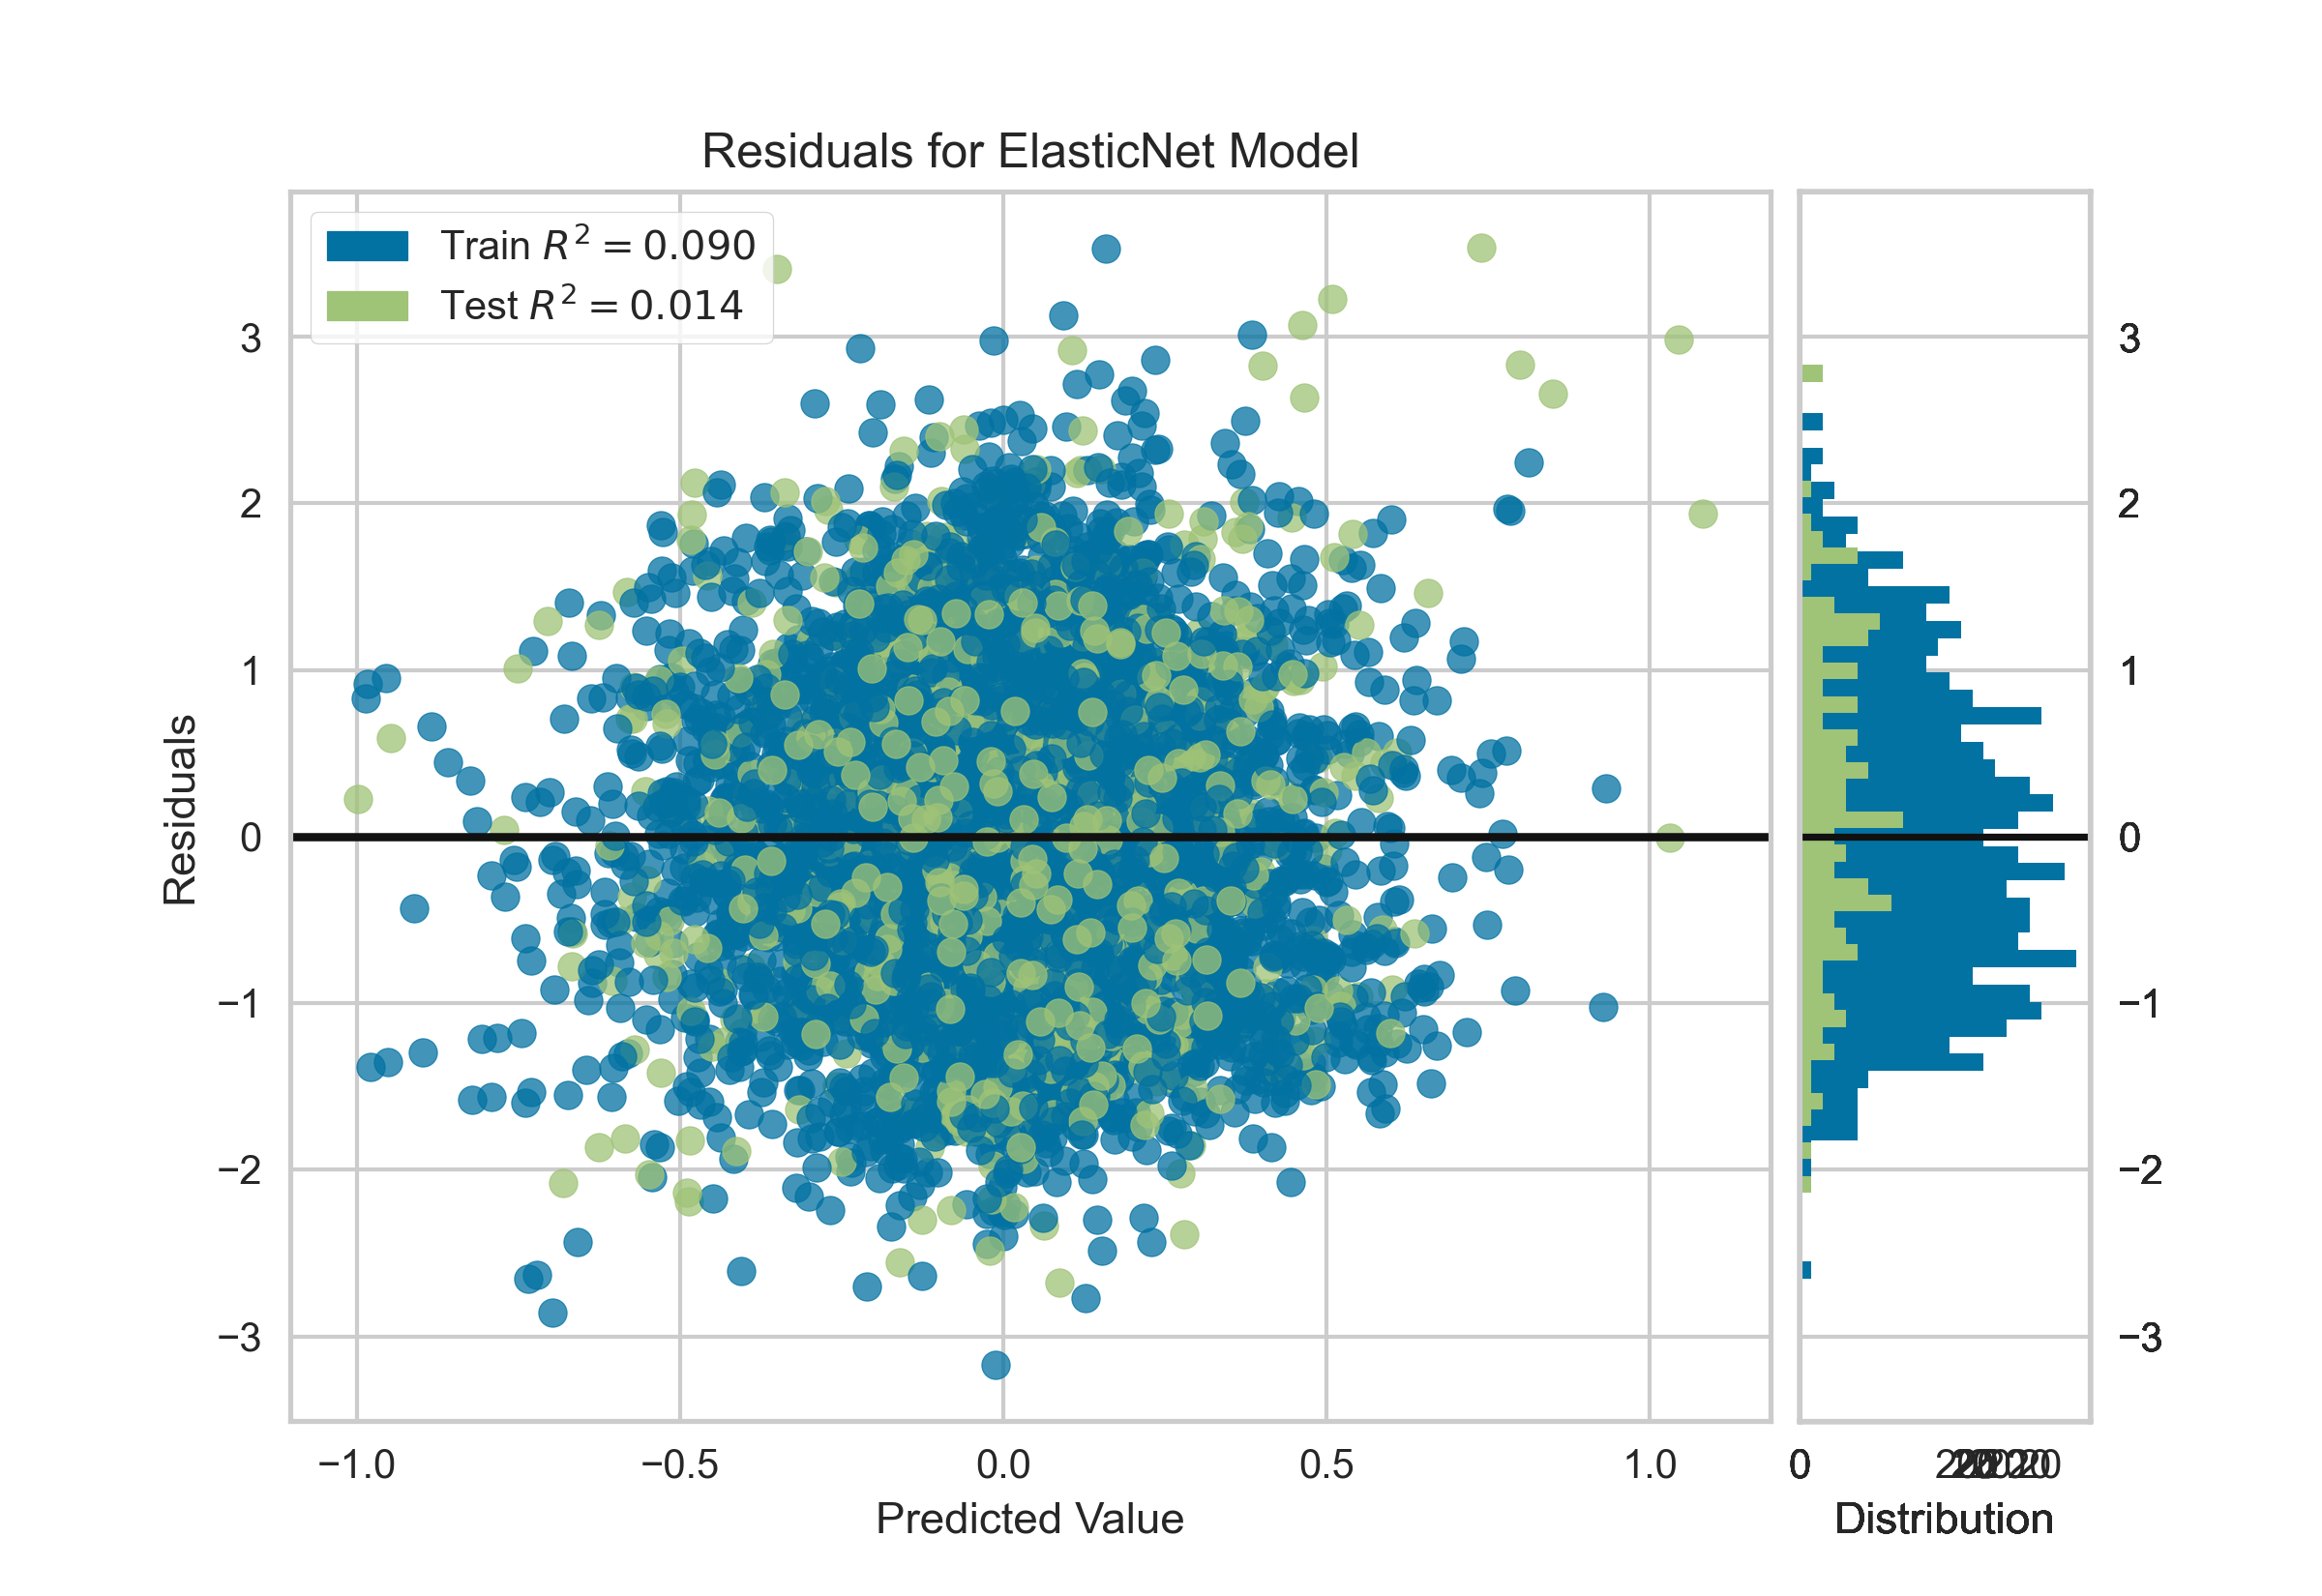 Residuals for ElasticNet Model
Train R² = 0.090
Test R² = 0.014
Residuals
3
2
1
0
−1
−2
−3
−1.0 −0.5 0.0 0.5 1.0
Predicted Value
3
2
1
0
−1
−2
−3
0
Distribution